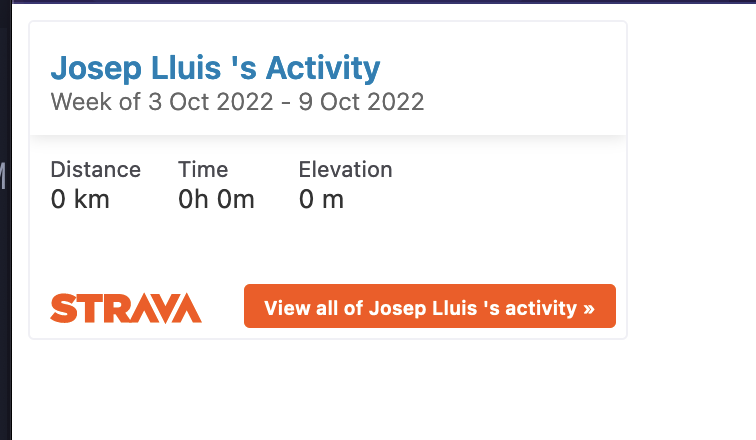 Josep Lluis 's Activity
Week of 3 Oct 2022 - 9 Oct 2022
Distance Time Elevation
0 km 0h 0m 0 m
STRAVA View all of Josep Lluis 's activity »